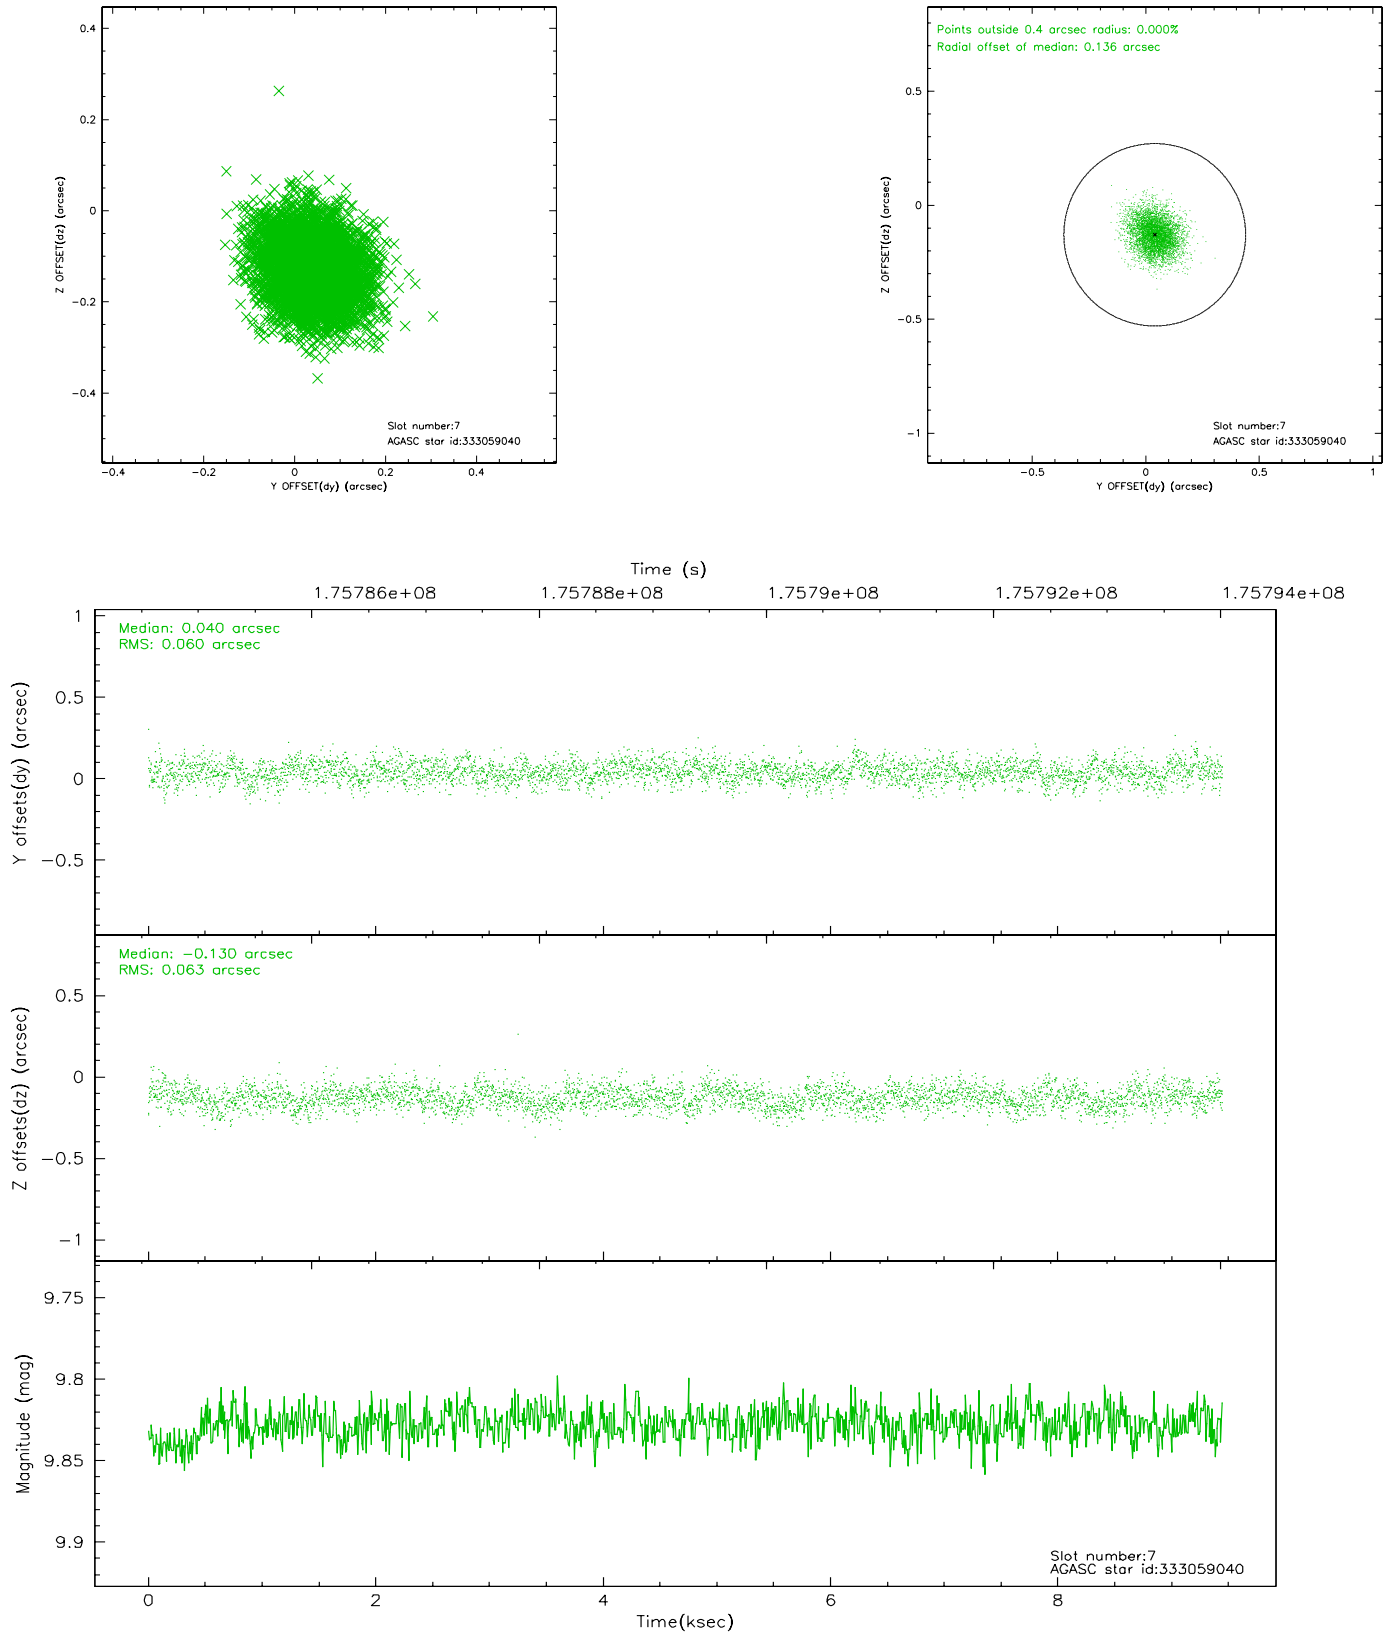 0.4
0.2
0
−0.2
−0.4
Z OFFSET(dz) (arcsec)
Slot number:7
AGASC star id:333059040
−0.4 −0.2 0 0.2 0.4
Y OFFSET(dy) (arcsec)
Points outside 0.4 arcsec radius: 0.000%
Radial offset of median: 0.136 arcsec
0.5
0
−0.5
−1
Z OFFSET(dz) (arcsec)
Slot number:7
AGASC star id:333059040
−0.5 0 0.5 1
Y OFFSET(dy) (arcsec)
Time (s)
1.75786e+08 1.75788e+08 1.7579e+08 1.75792e+08 1.75794e+08
Median: 0.040 arcsec
RMS: 0.060 arcsec
1
0.5
0
−0.5
Y offsets(dy) (arcsec)
Median: −0.130 arcsec
RMS: 0.063 arcsec
0.5
0
−0.5
−1
Z offsets(dz) (arcsec)
9.75
9.8
9.85
9.9
Magnitude (mag)
Slot number:7
AGASC star id:333059040
0 2 4 6 8
Time(ksec)